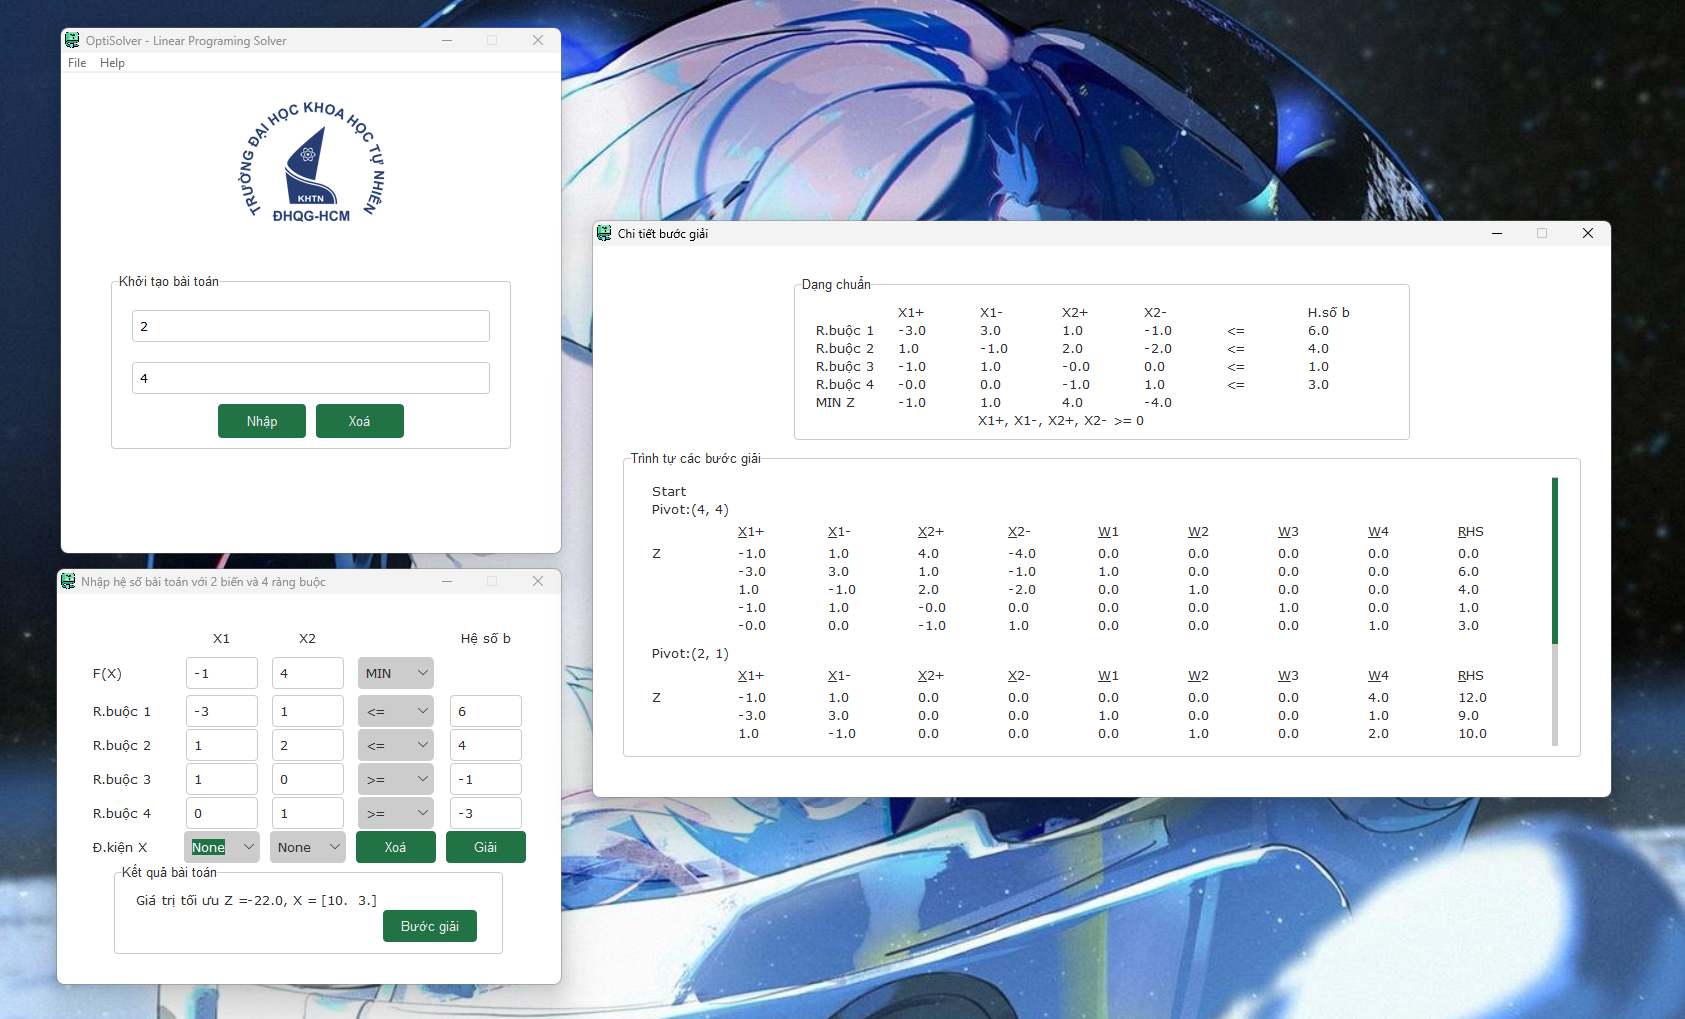 OptiSolver - Linear Programing Solver
File Help
TRƯỜNG ĐẠI HỌC KHOA HỌC TỰ NHIÊN
KHTN
ĐHQG-HCM
Khởi tạo bài toán
2
4
Nhập Xoá
Nhập hệ số bài toán với 2 biến và 4 ràng buộc
X1 X2 Hệ số b
F(X) -1 4 MIN
R.buộc 1 -3 1 <= 6
R.buộc 2 1 2 <= 4
R.buộc 3 1 0 >= -1
R.buộc 4 0 1 >= -3
Đ.kiện X None None Xoá Giải
Kết quả bài toán
Giá trị tối ưu Z =-22.0, X = [10. 3.]
Bước giải
Chi tiết bước giải
Dạng chuẩn
X1+ X1- X2+ X2- H.số b
R.buộc 1 -3.0 3.0 1.0 -1.0 <= 6.0
R.buộc 2 1.0 -1.0 2.0 -2.0 <= 4.0
R.buộc 3 -1.0 1.0 -0.0 0.0 <= 1.0
R.buộc 4 -0.0 0.0 -1.0 1.0 <= 3.0
MIN Z -1.0 1.0 4.0 -4.0
X1+, X1-, X2+, X2- >= 0
Trình tự các bước giải
Start
Pivot:(4, 4)
X1+ X1- X2+ X2- W1 W2 W3 W4 RHS
Z -1.0 1.0 4.0 -4.0 0.0 0.0 0.0 0.0 0.0
-3.0 3.0 1.0 -1.0 1.0 0.0 0.0 0.0 6.0
1.0 -1.0 2.0 -2.0 0.0 1.0 0.0 0.0 4.0
-1.0 1.0 -0.0 0.0 0.0 0.0 1.0 0.0 1.0
-0.0 0.0 -1.0 1.0 0.0 0.0 0.0 1.0 3.0
Pivot:(2, 1)
X1+ X1- X2+ X2- W1 W2 W3 W4 RHS
Z -1.0 1.0 0.0 0.0 0.0 0.0 0.0 4.0 12.0
-3.0 3.0 0.0 0.0 1.0 0.0 0.0 1.0 9.0
1.0 -1.0 0.0 0.0 0.0 1.0 0.0 2.0 10.0